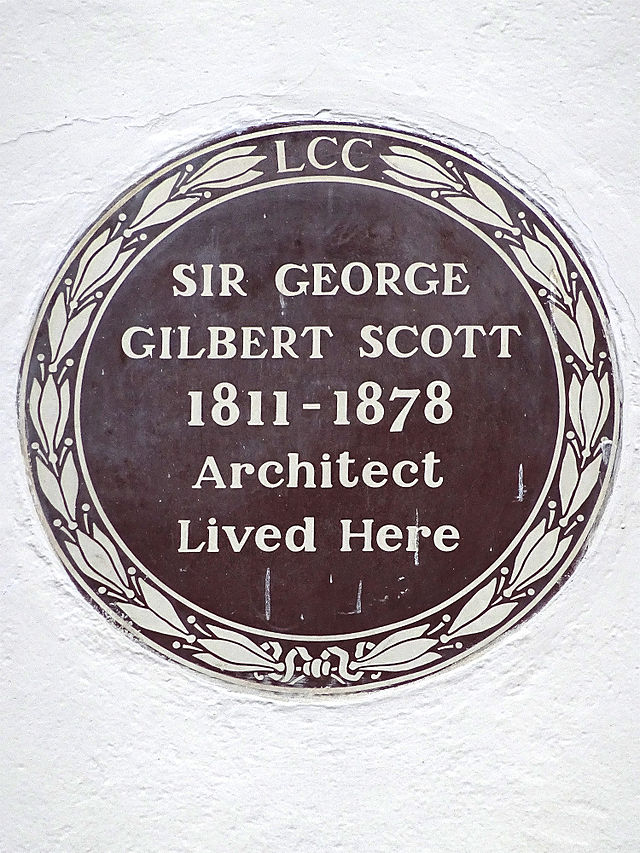 LCC
SIR GEORGE
GILBERT SCOTT
1811-1878
Architect
Lived Here